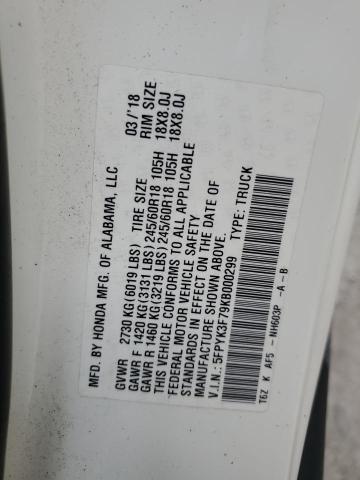 MFD. BY HONDA MFG. OF ALABAMA, LLC 03/'18
GVWR 2730 KG(6019 LBS) TIRE SIZE RIM SIZE
GAWR F 1420 KG(3131 LBS)245/60R18 105H 18X8.0J
GAWR R 1460 KG(3219 LBS)245/60R18 105H 18X8.0J
THIS VEHICLE CONFORMS TO ALL APPLICABLE
FEDERAL MOTOR VEHICLE SAFETY
STANDARDS IN EFFECT ON THE DATE OF
MANUFACTURE SHOWN ABOVE.
V.I.N.: 5FPYK3F79KB000299 TYPE: TRUCK
T6Z K AF5 - NH603P -A -B